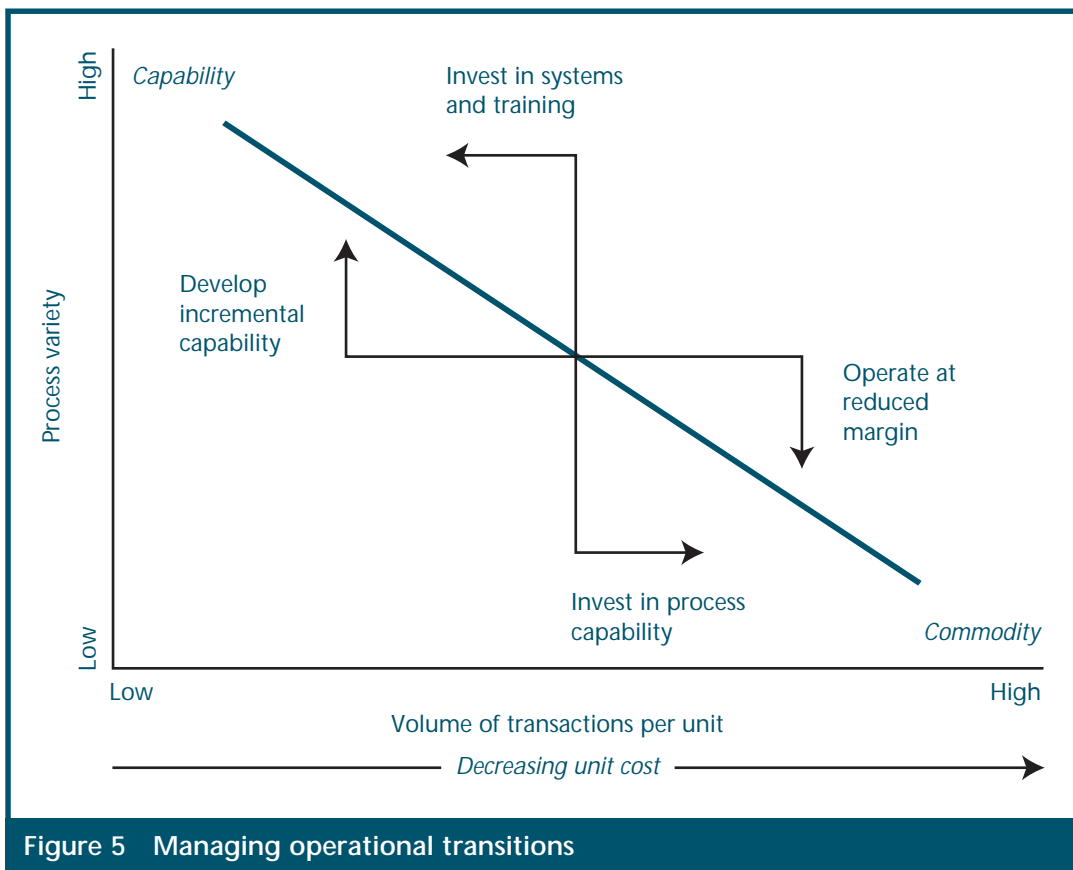 High
Capability
Invest in systems
and training
Process variety
Develop
incremental
capability
Operate at
reduced
margin
Invest in process
capability
Commodity
Low
Low
High
Volume of transactions per unit
Decreasing unit cost
Figure 5 Managing operational transitions